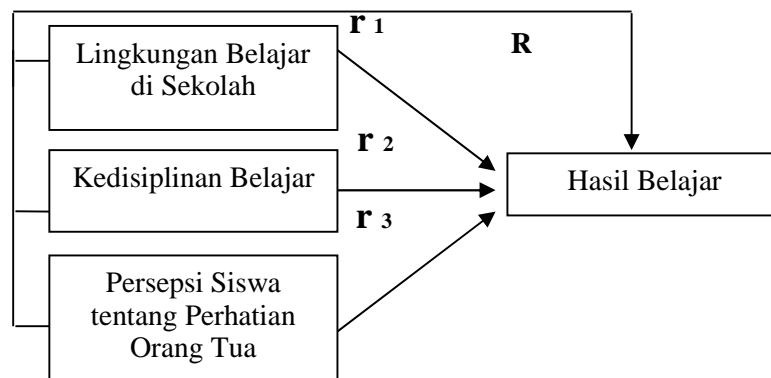 r 1
R
Lingkungan Belajar
di Sekolah
r 2
Kedisiplinan Belajar
Hasil Belajar
r 3
Persepsi Siswa
tentang Perhatian
Orang Tua